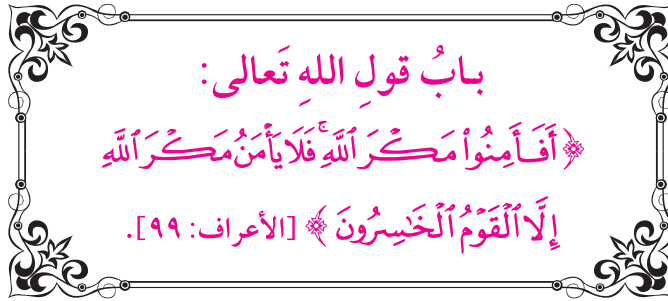 بابُ قولِ اللهِ تَعالى:
﴿أَفَأَمِنُوا۟ مَكۡرَ ٱللَّهِۚ فَلَا يَأۡمَنُ مَكۡرَ ٱللَّهِ
إِلَّا ٱلۡقَوۡمُ ٱلۡخَٰسِرُونَ﴾ [الأعراف: ٩٩].